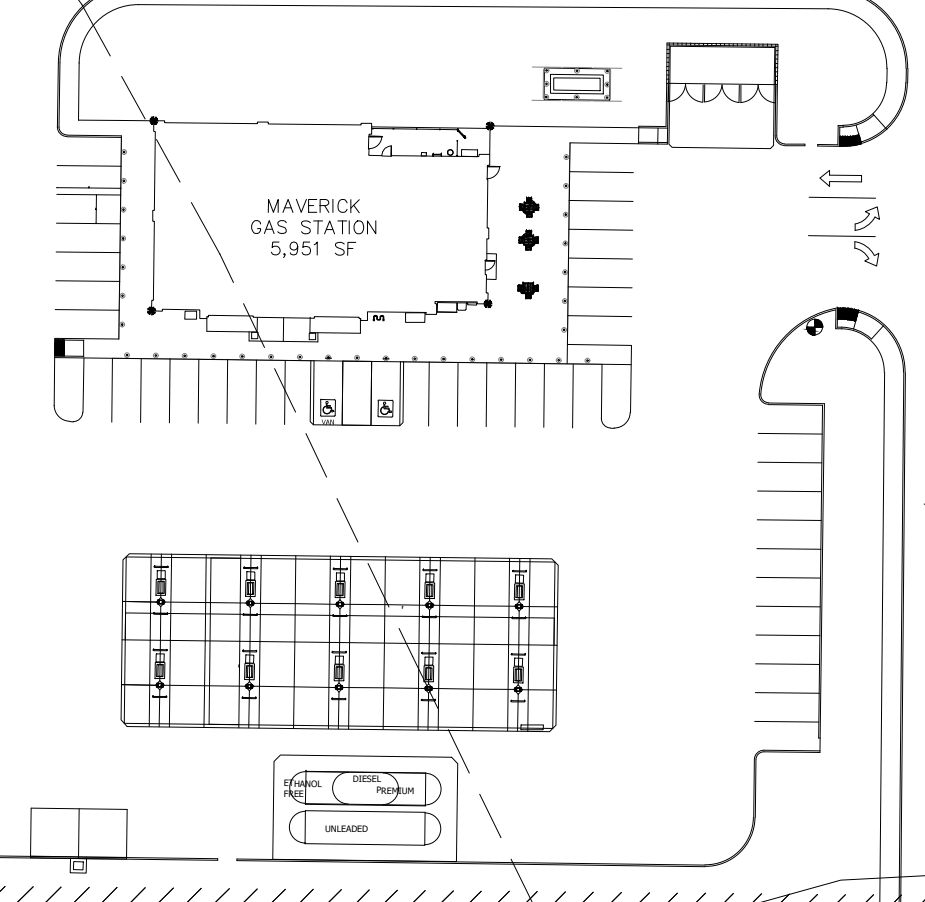 MAVERICK
GAS STATION
5,951 SF
VAN
ETHANOL
FREE
DIESEL
PREMIUM
UNLEADED